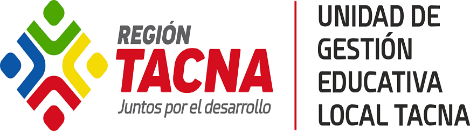 REGIÓN
TACNA
Juntos por el desarrollo
UNIDAD DE
GESTIÓN
EDUCATIVA
LOCAL TACNA